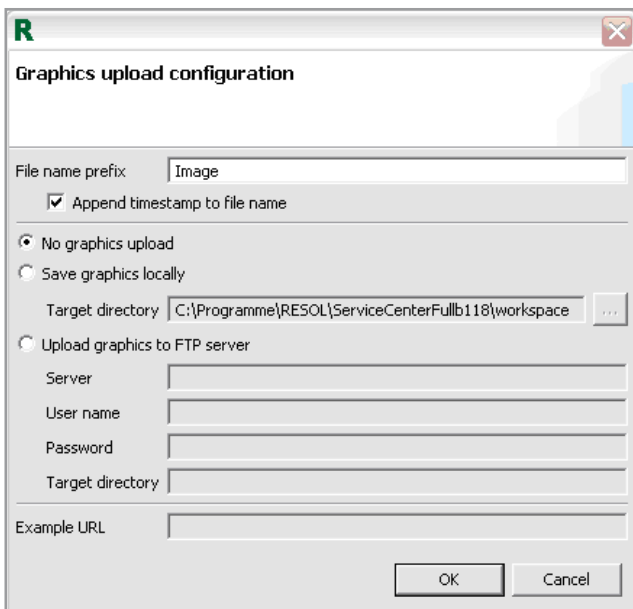 R
Graphics upload configuration
File name prefix Image
Append timestamp to file name
No graphics upload
Save graphics locally
Target directory C:\Programme\RESOL\ServiceCenterFullb118\workspace ...
Upload graphics to FTP server
Server
User name
Password
Target directory
Example URL
OK Cancel